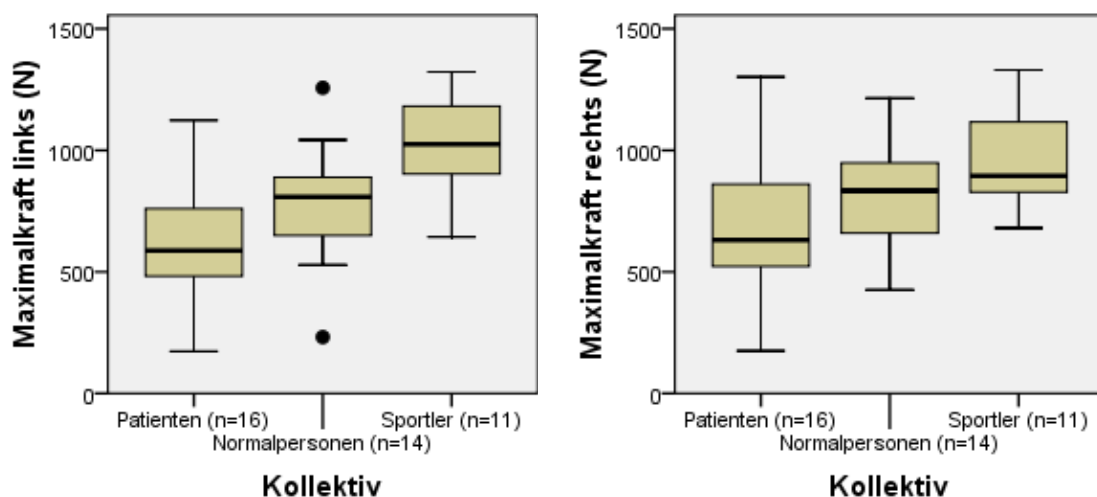 Maximalkraft links (N)
1500
1000
500
0
Patienten (n=16)
Sportler (n=11)
Normalpersonen (n=14)
Kollektiv
Maximalkraft rechts (N)
1500
1000
500
0
Patienten (n=16)
Sportler (n=11)
Normalpersonen (n=14)
Kollektiv